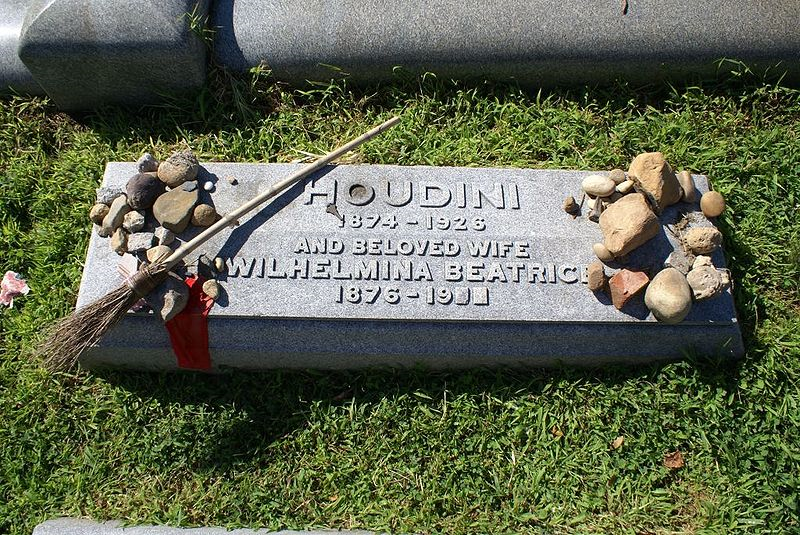 HOUDINI
1874-1926
AND BELOVED WIFE
WILHELMINA BEATRICE
1876-19